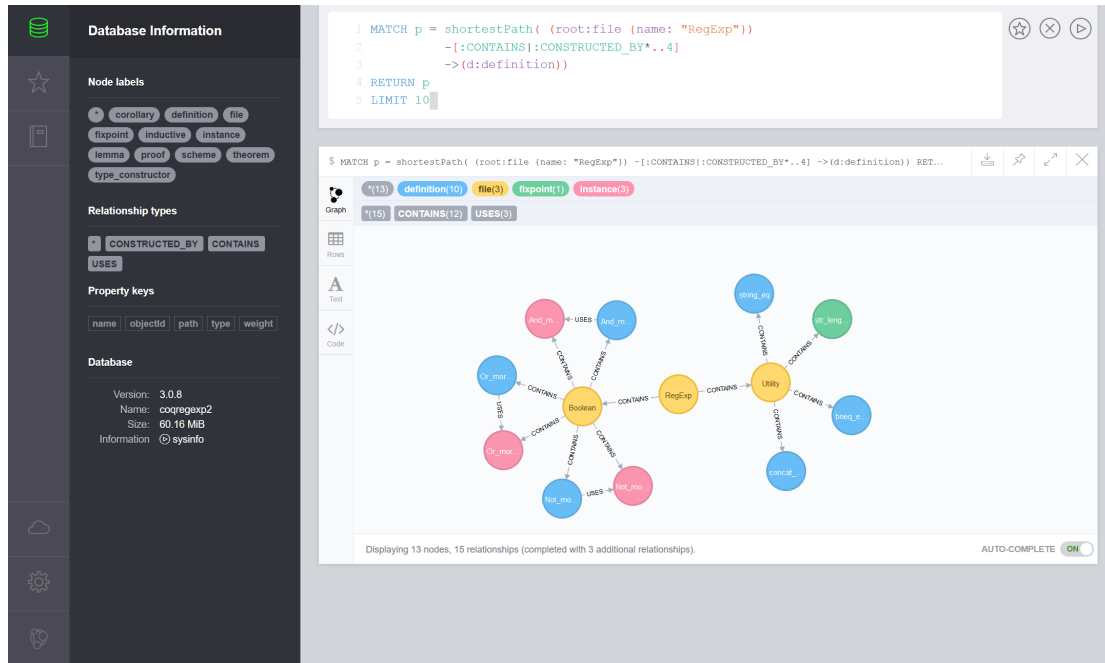 Database Information
Node labels
* corollary definition file
fixpoint inductive instance
lemma proof scheme theorem
type_constructor
Relationship types
* CONSTRUCTED_BY CONTAINS
USES
Property keys
name objectId path type weight
Database
Version: 3.0.8
Name: coqregexp2
Size: 60.16 MiB
Information sysinfo
1 MATCH p = shortestPath( (root:file {name: "RegExp"})
2 -[:CONTAINS|:CONSTRUCTED_BY*..4]
3 ->(d:definition))
4 RETURN p
5 LIMIT 10
$ MATCH p = shortestPath( (root:file {name: "RegExp"}) -[:CONTAINS|:CONSTRUCTED_BY*..4] ->(d:definition)) RET…
Graph
Rows
A
Text
</>
Code
*(13) definition(10) file(3) fixpoint(1) instance(3)
*(15) CONTAINS(12) USES(3)
string_eq
And_m… USES And_m…
str_leng…
CONTAINS
CONTAINS
CONTAINS
CONTAINS
Or_mor…
CONTAINS
Utility
CONTAINS
RegExp
CONTAINS
Boolean
CONTAINS
USES
CONTAINS
bneq_e…
CONTAINS
Or_mor…
CONTAINS
CONTAINS
CONTAINS
concat_…
Not_mo… USES Not_mo…
Displaying 13 nodes, 15 relationships (completed with 3 additional relationships).
AUTO-COMPLETE ON